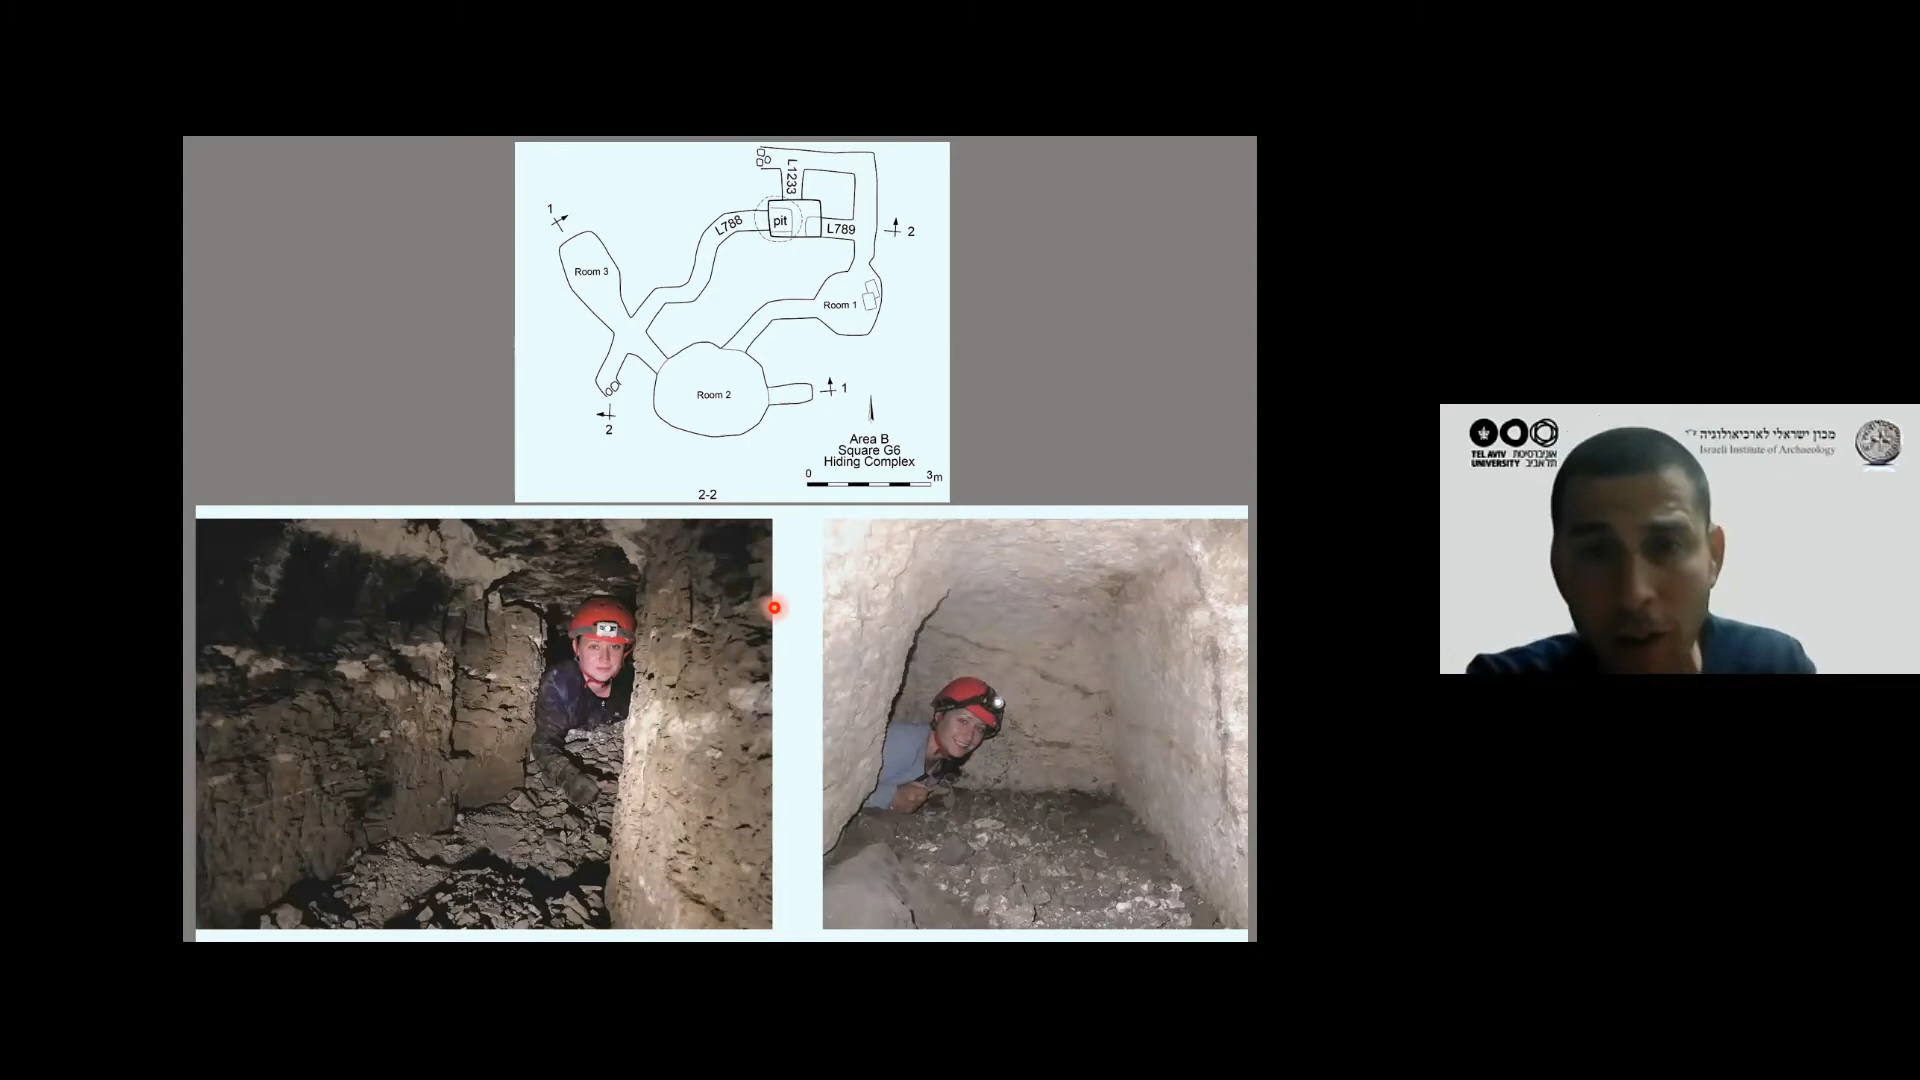 L1233
1
pit
L788
L789
2
Room 3
Room 1
1
Room 2
2
Area B
Square G6
Hiding Complex
0 3m
2-2
TEL AVIV אוניברסיטת
UNIVERSITY תל אביב
מכון ישראלי לארכיאולוגיה
Israeli Institute of Archaeology